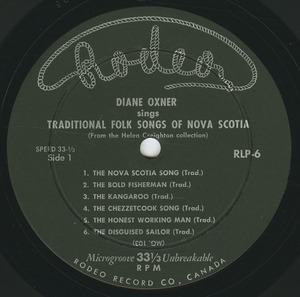 Rodeo
DIANE OXNER
sings
TRADITIONAL FOLK SONGS OF NOVA SCOTIA
(From the Helen Creighton collection)
SPEED 33-⅓
Side 1
RLP-6
1. THE NOVA SCOTIA SONG (Trad.)
2. THE BOLD FISHERMAN (Trad.)
3. THE KANGAROO (Trad.)
4. THE CHEZZETCOOK SONG (Trad.)
5. THE HONEST WORKING MAN (Trad.)
6. THE DISGUISED SAILOR (Trad.)
(MG. 103)
Microgroove 33⅓ Unbreakable
RPM
RODEO RECORD CO., CANADA